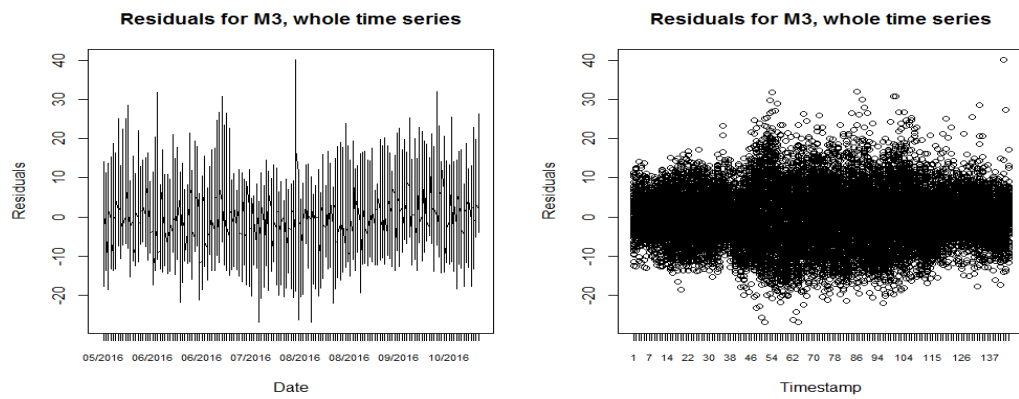 Residuals for M3, whole time series
Residuals
40
30
20
10
0
-10
-20
05/2016 06/2016 06/2016 07/2016 08/2016 08/2016 09/2016 10/2016
Date
Residuals for M3, whole time series
Residuals
40
30
20
10
0
-10
-20
1 7 14 22 30 38 46 54 62 70 78 86 94 104 115 126 137
Timestamp